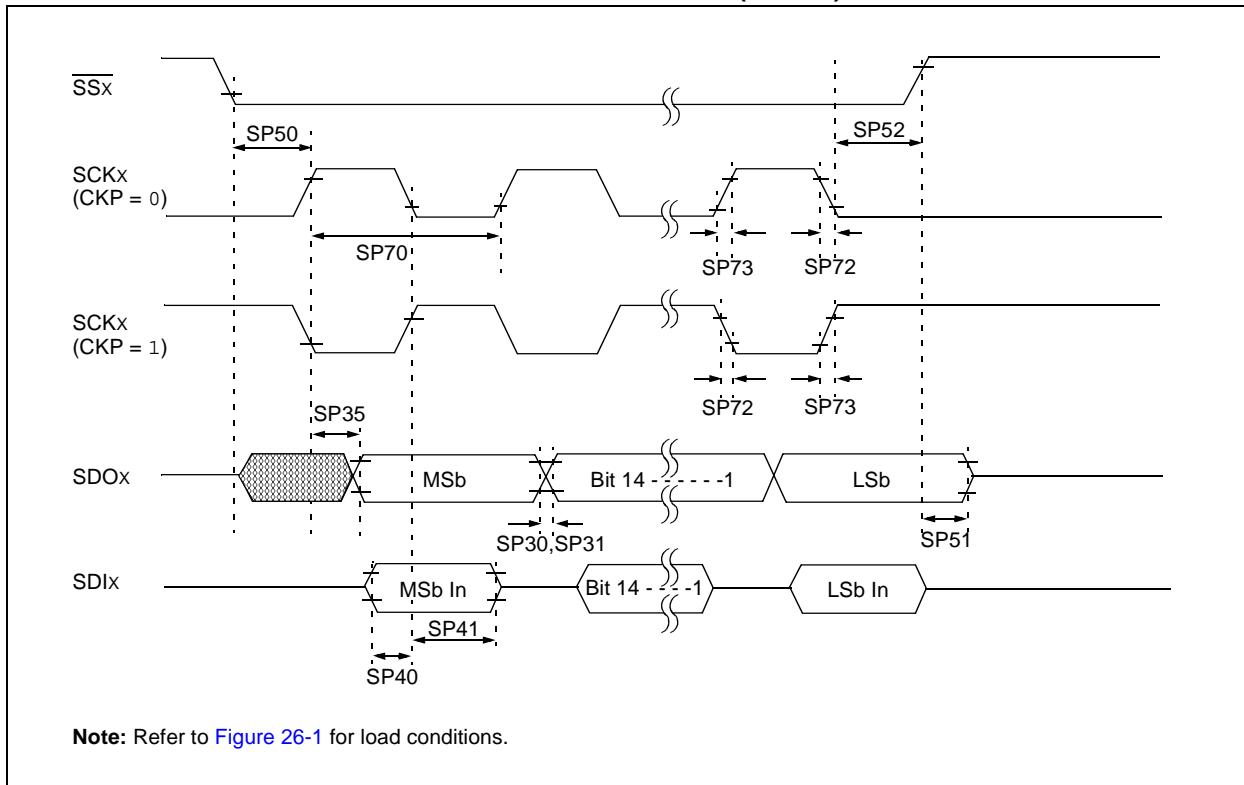 SSX
SP50
SP52
SCKX
(CKP = 0)
SP70
SP73
SP72
SCKX
(CKP = 1)
SP72
SP73
SP35
SDOX
MSb
Bit 14 - - - - - -1
LSb
SP30,SP31
SP51
SDIX
MSb In
Bit 14 - - - -1
LSb In
SP41
SP40
Note: Refer to Figure 26-1 for load conditions.